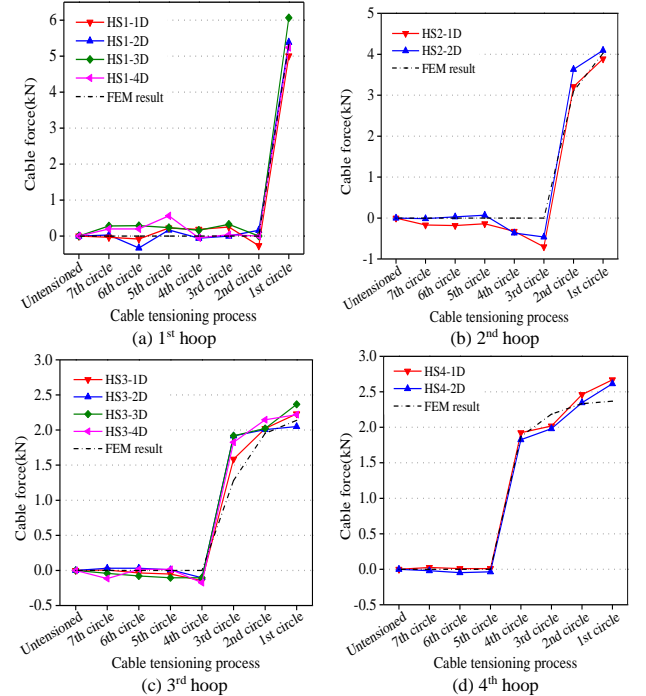 HS1-1D
HS1-2D
HS1-3D
HS1-4D
FEM result
6
5
4
3
2
1
0
Cable force(kN)
Untensioned
7th circle
6th circle
5th circle
4th circle
3rd circle
2nd circle
1st circle
Cable tensioning process
(a) 1st hoop
HS2-1D
HS2-2D
FEM result
5
4
3
2
1
0
-1
Cable force(kN)
Untensioned
7th circle
6th circle
5th circle
4th circle
3rd circle
2nd circle
1st circle
Cable tensioning process
(b) 2nd hoop
HS3-1D
HS3-2D
HS3-3D
HS3-4D
FEM result
3.0
2.5
2.0
1.5
1.0
0.5
0.0
-0.5
Cable force(kN)
Untensioned
7th circle
6th circle
5th circle
4th circle
3rd circle
2nd circle
1st circle
Cable tensioning process
(c) 3rd hoop
HS4-1D
HS4-2D
FEM result
3.0
2.5
2.0
1.5
1.0
0.5
0.0
-0.5
Cable force(kN)
Untensioned
7th circle
6th circle
5th circle
4th circle
3rd circle
2nd circle
1st circle
Cable tensioning process
(d) 4th hoop